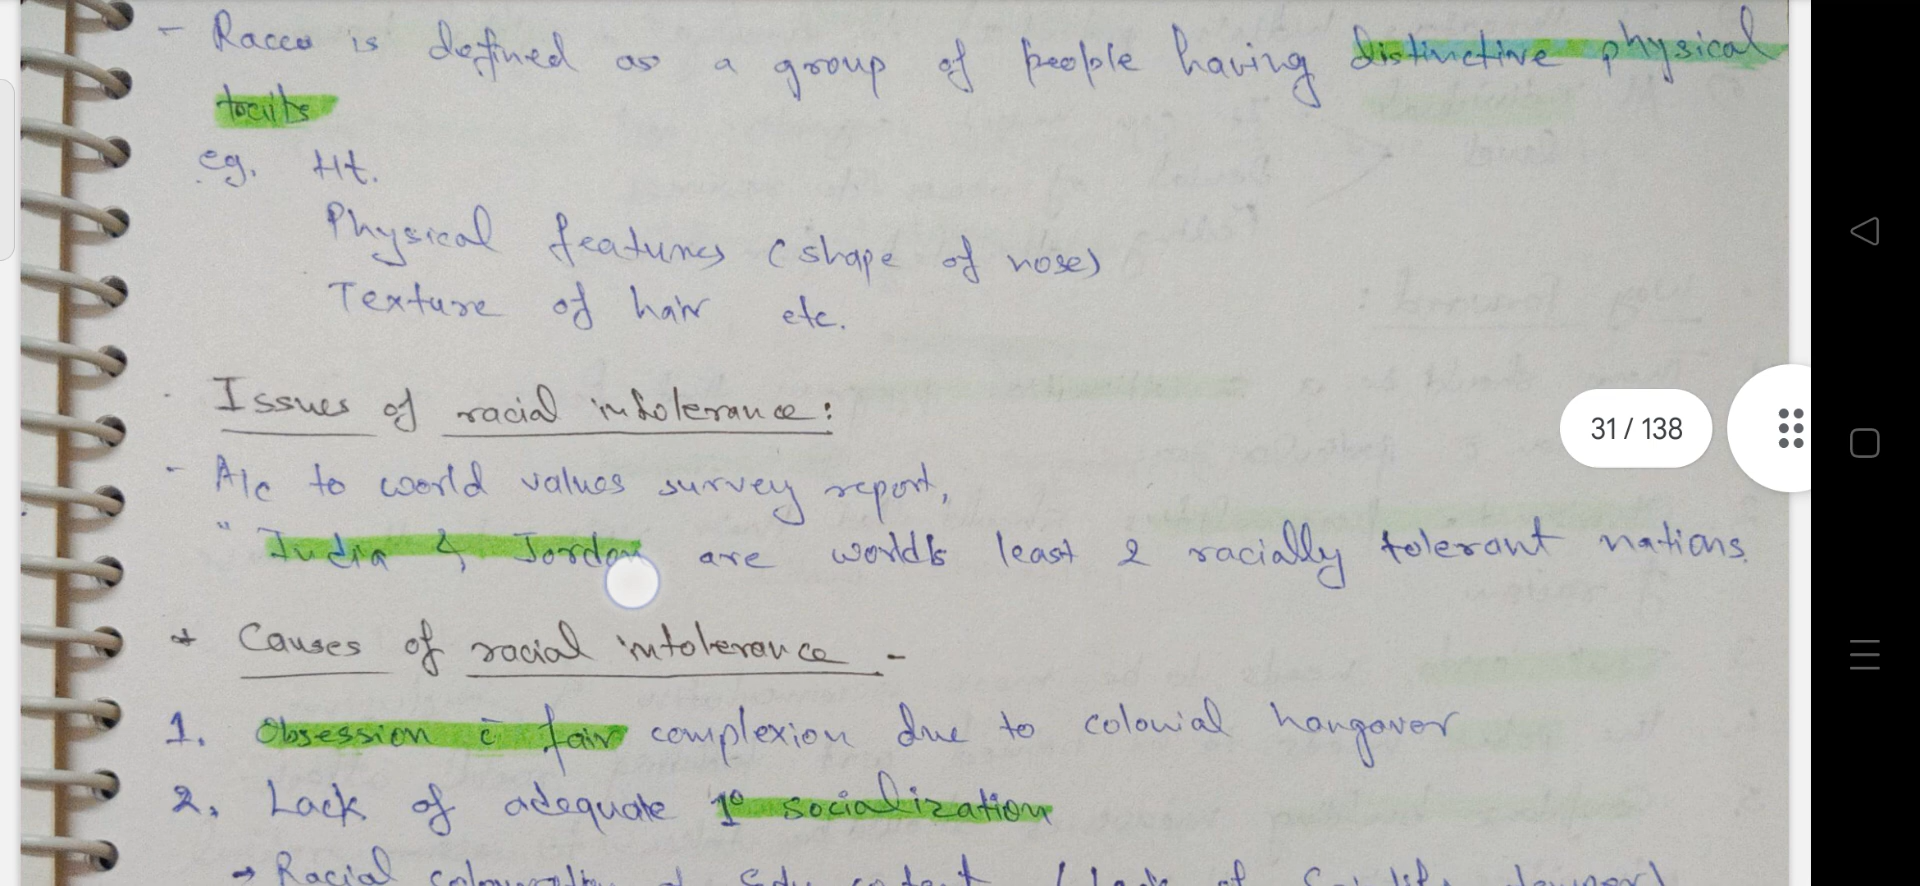 - Race is defined as a group of people having distinctive physical
traits
eg. Ht.
Physical features (shape of nose)
Texture of hair etc.
Issues of racial intolerance:
- A/c to world values survey report,
"India & Jordan are world's least 2 racially tolerant nations.
* Causes of racial intolerance -
1. Obsession c̄ fair complexion due to colonial hangover
2. Lack of adequate 1° socialization
→ Racial
31 / 138